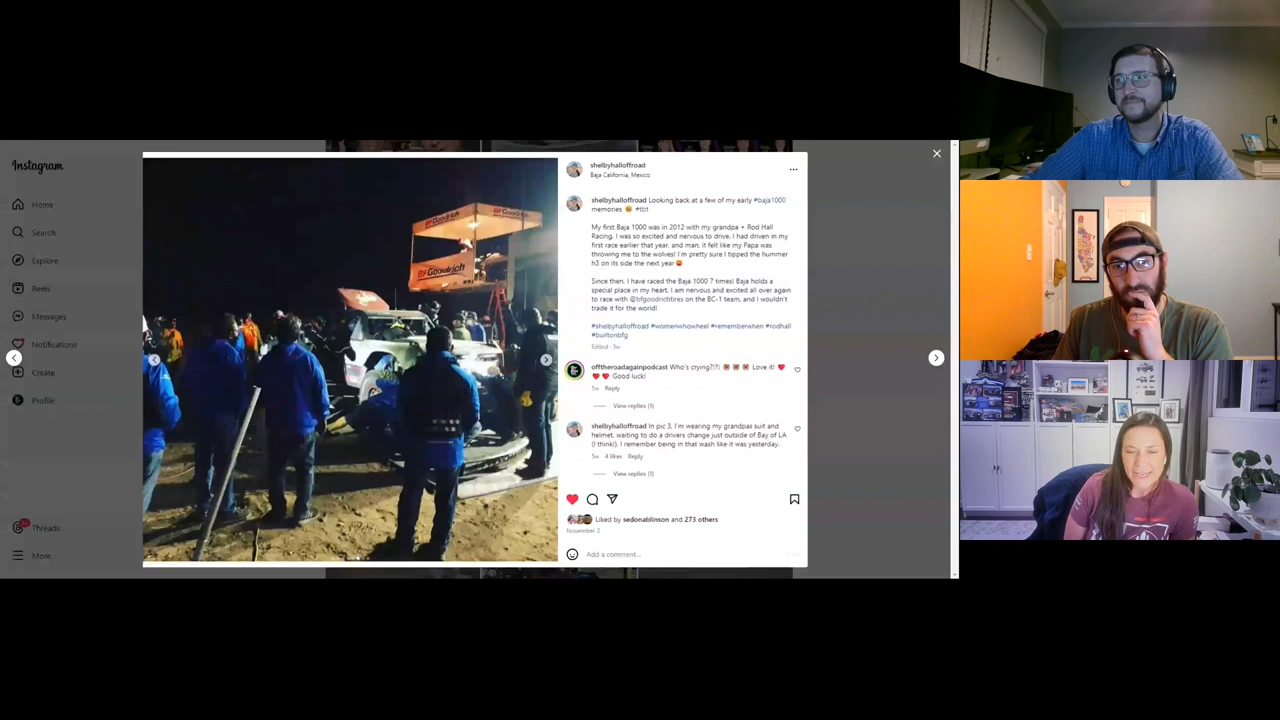 Instagram
Home
Search
Explore
Reels
Messages
Notifications
Create
Profile
Threads
More
BFGoodrich
BFGoodrich
shelbyhalloffroad
Baja California, Mexico
shelbyhalloffroad Looking back at a few of my early #baja1000
memories 😊 #tbt
My first Baja 1000 was in 2012 with my grandpa + Rod Hall
Racing. I was so excited and nervous to drive. I had driven in my
first race earlier that year, and man, it felt like my Papa was
throwing me to the wolves! I'm pretty sure I tipped the hummer
h3 on its side the next year
Since then, I have raced the Baja 1000 7 times! Baja holds a
special place in my heart. I am nervous and excited all over again
to race with @bfgoodrichtires on the BC-1 team, and I wouldn't
trade it for the world!
#shelbyhalloffroad #womenwhowheel #rememberwhen #rodhall
#builtonbfg
Edited · 5w
offtheroadagainpodcast Who's crying?!?! Love it! ❤️
❤️ ❤️ Good luck!
5w Reply
View replies (1)
shelbyhalloffroad In pic 3, I'm wearing my grandpas suit and
helmet, waiting to do a drivers change just outside of Bay of LA
(I think!). I remember being in that wash like it was yesterday.
5w 4 likes Reply
View replies (1)
Liked by sedonablinson and 273 others
November 2
Add a comment...